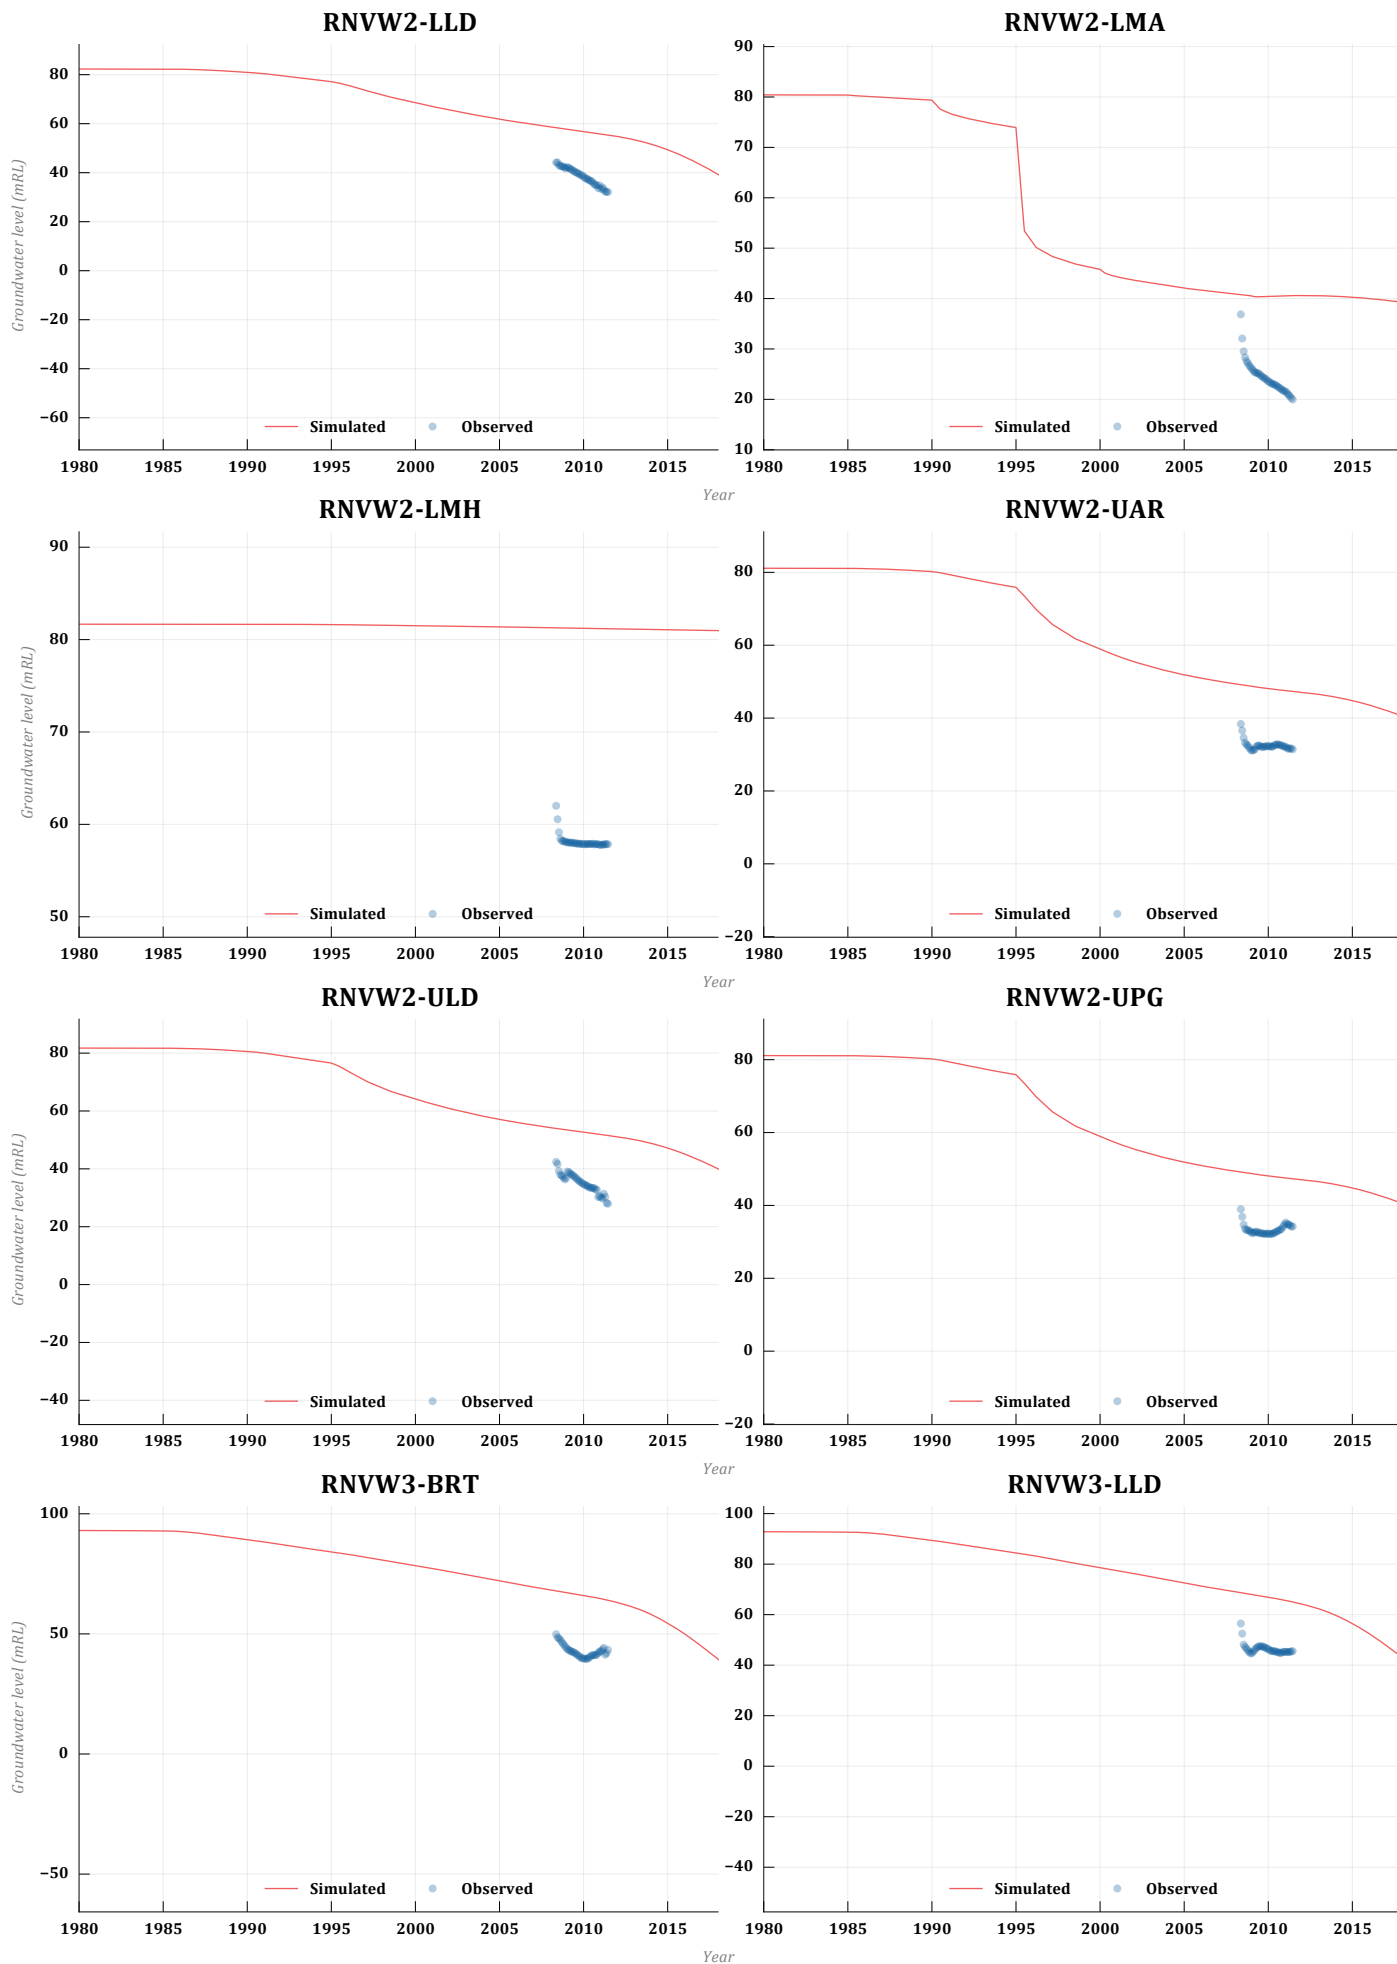 RNVW2-LLD
RNVW2-LMA
Groundwater level (mRL)
80
60
40
20
0
−20
−40
−60
90
80
70
60
50
40
30
20
10
Simulated
Observed
Simulated
Observed
1980 1985 1990 1995 2000 2005 2010 2015
1980 1985 1990 1995 2000 2005 2010 2015
Year
RNVW2-LMH
RNVW2-UAR
Groundwater level (mRL)
90
80
70
60
50
80
60
40
20
0
−20
Simulated
Observed
Simulated
Observed
1980 1985 1990 1995 2000 2005 2010 2015
1980 1985 1990 1995 2000 2005 2010 2015
Year
RNVW2-ULD
RNVW2-UPG
Groundwater level (mRL)
80
60
40
20
0
−20
−40
80
60
40
20
0
−20
Simulated
Observed
Simulated
Observed
1980 1985 1990 1995 2000 2005 2010 2015
1980 1985 1990 1995 2000 2005 2010 2015
Year
RNVW3-BRT
RNVW3-LLD
Groundwater level (mRL)
100
50
0
−50
100
80
60
40
20
0
−20
−40
Simulated
Observed
Simulated
Observed
1980 1985 1990 1995 2000 2005 2010 2015
1980 1985 1990 1995 2000 2005 2010 2015
Year